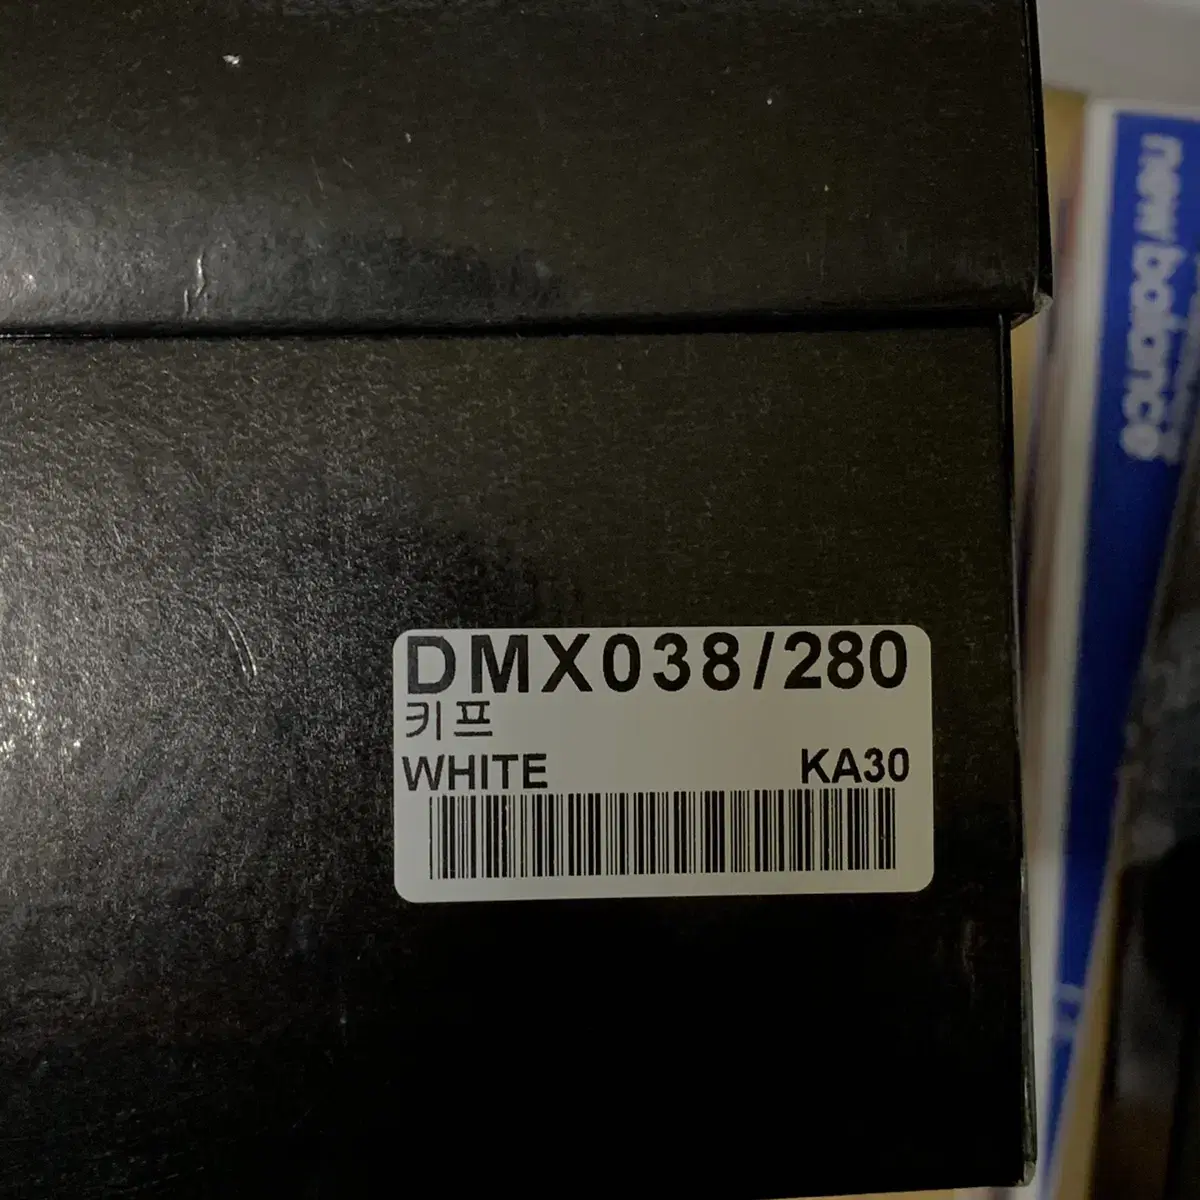 DMX038/280
키프
WHITE KA30
new balance